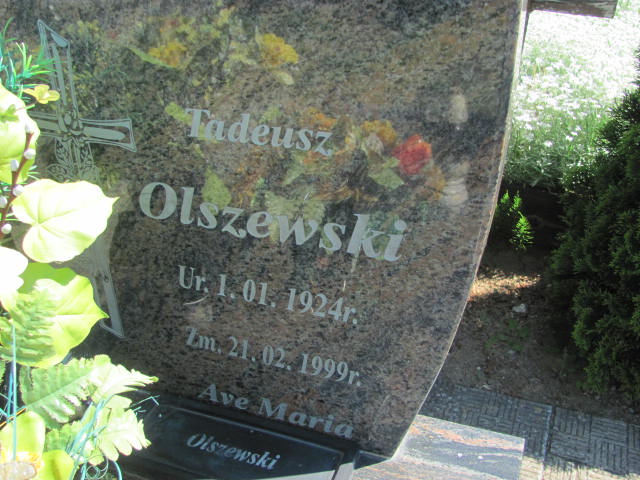 Tadeusz
Olszewski
Ur. 1. 01. 1924r.
Zm. 21. 02. 1999r.
Ave Maria
Olszewski